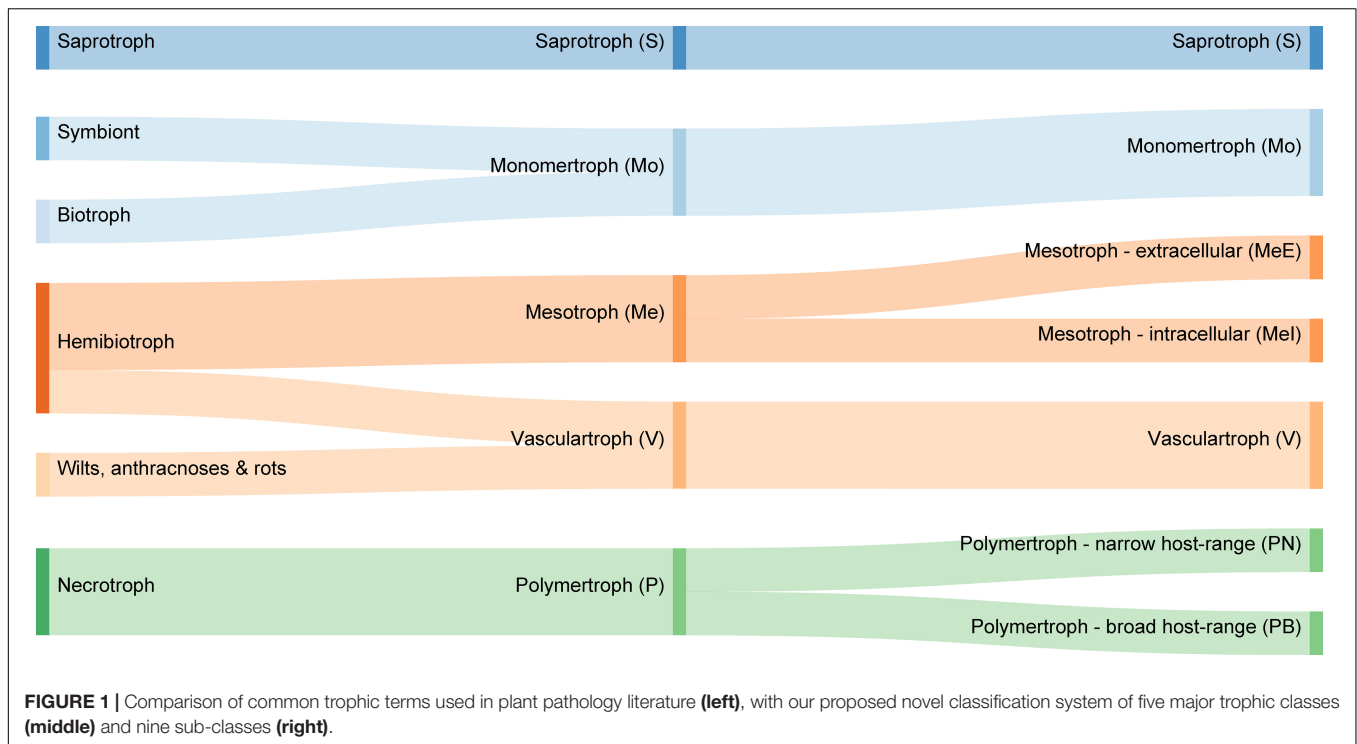 Saprotroph
Saprotroph (S)
Saprotroph (S)
Symbiont
Monomertroph (Mo)
Monomertroph (Mo)
Biotroph
Mesotroph - extracellular (MeE)
Mesotroph (Me)
Mesotroph - intracellular (MeI)
Hemibiotroph
Vasculartroph (V)
Vasculartroph (V)
Wilts, anthracnoses & rots
Polymertroph - narrow host-range (PN)
Necrotroph
Polymertroph (P)
Polymertroph - broad host-range (PB)
FIGURE 1 | Comparison of common trophic terms used in plant pathology literature (left), with our proposed novel classification system of five major trophic classes
(middle) and nine sub-classes (right).